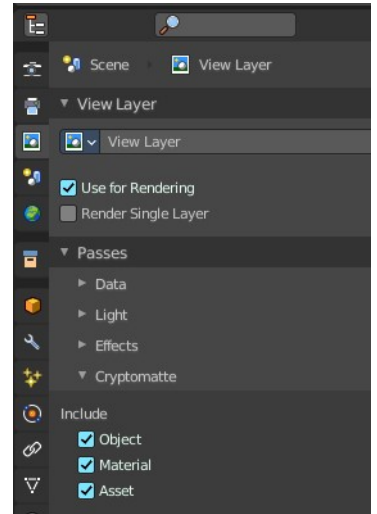 Scene View Layer
View Layer
View Layer
Use for Rendering
Render Single Layer
Passes
Data
Light
Effects
Cryptomatte
Include
Object
Material
Asset